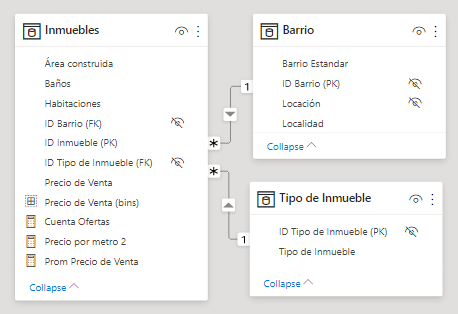 Inmuebles
Área construida
Baños
Habitaciones
ID Barrio (FK)
ID Inmueble (PK)
ID Tipo de Inmueble (FK)
Precio de Venta
Precio de Venta (bins)
Cuenta Ofertas
Precio por metro 2
Prom Precio de Venta
Collapse
*
*
1
1
Barrio
Barrio Estandar
ID Barrio (PK)
Locación
Localidad
Collapse
Tipo de Inmueble
ID Tipo de Inmueble (PK)
Tipo de Inmueble
Collapse